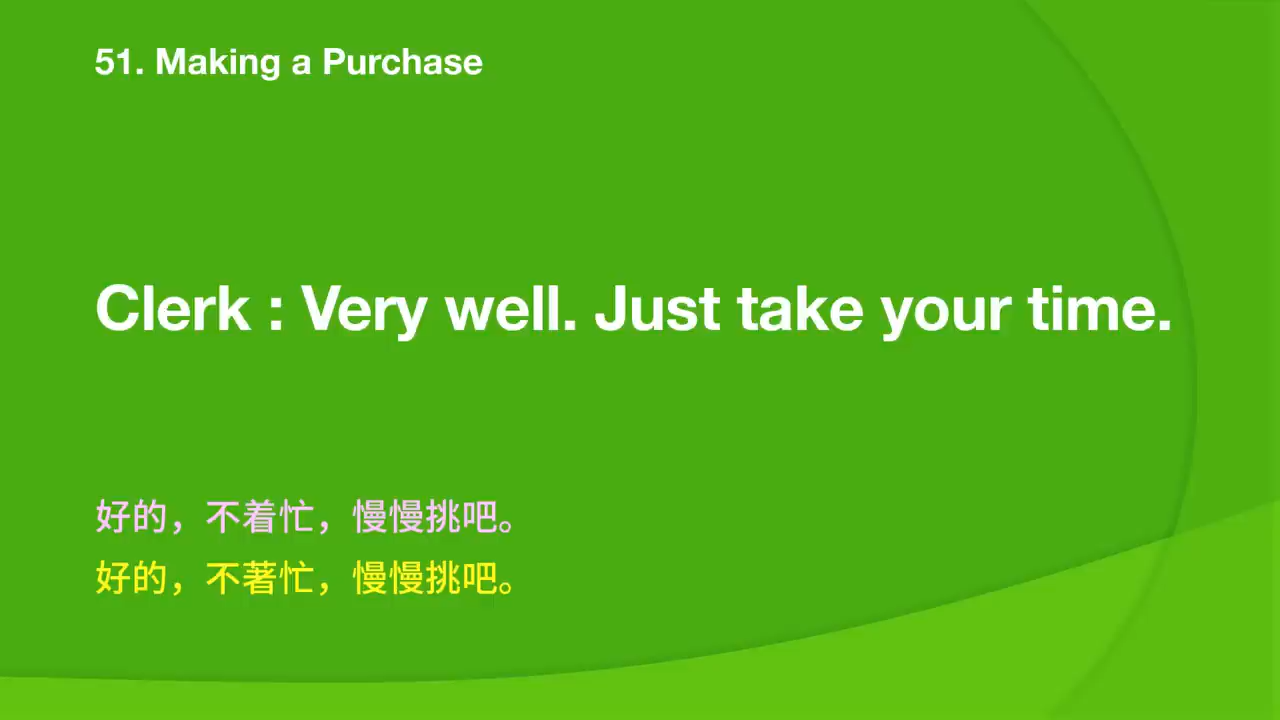 51. Making a Purchase
Clerk : Very well. Just take your time.
好的，不着忙，慢慢挑吧。
好的，不著忙，慢慢挑吧。